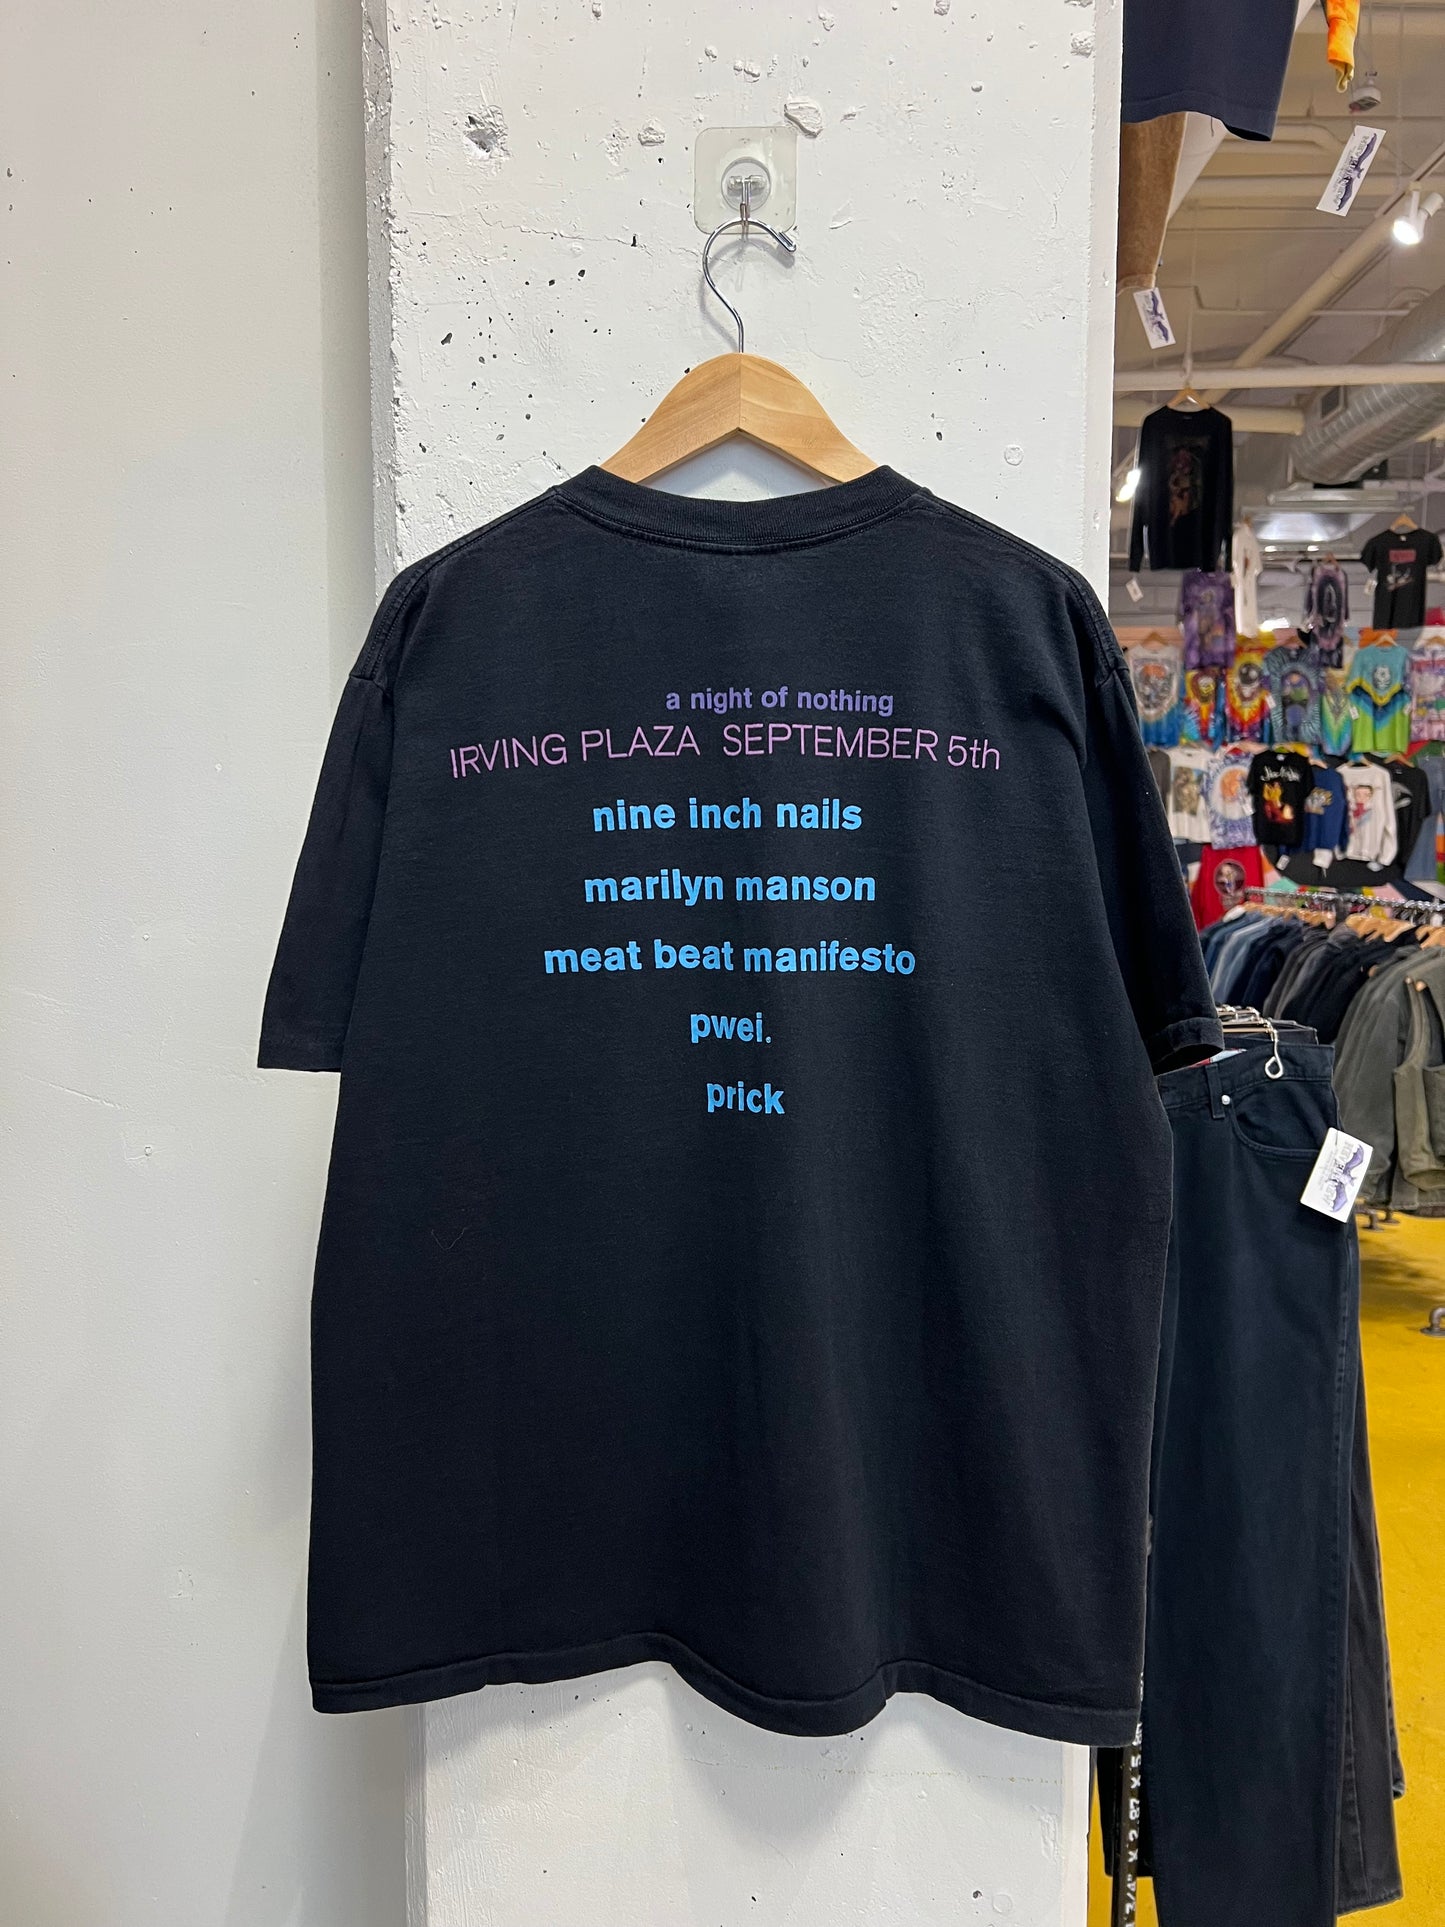 a night of nothing
IRVING PLAZA SEPTEMBER 5th
nine inch nails
marilyn manson
meat beat manifesto
pwei.
prick